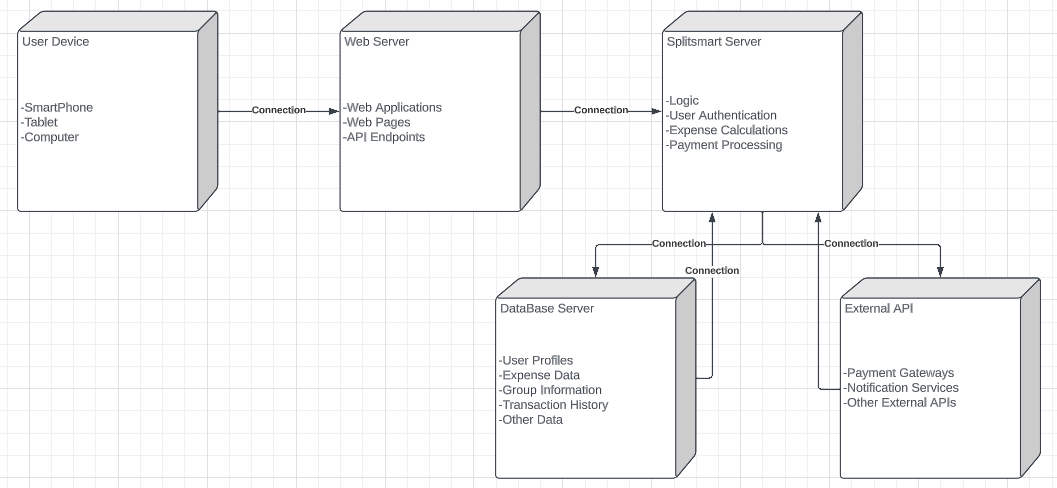 User Device
-SmartPhone
-Tablet
-Computer
Connection
Web Server
-Web Applications
-Web Pages
-API Endpoints
Connection
Splitsmart Server
-Logic
-User Authentication
-Expense Calculations
-Payment Processing
Connection
Connection
Connection
DataBase Server
-User Profiles
-Expense Data
-Group Information
-Transaction History
-Other Data
External API
-Payment Gateways
-Notification Services
-Other External APIs